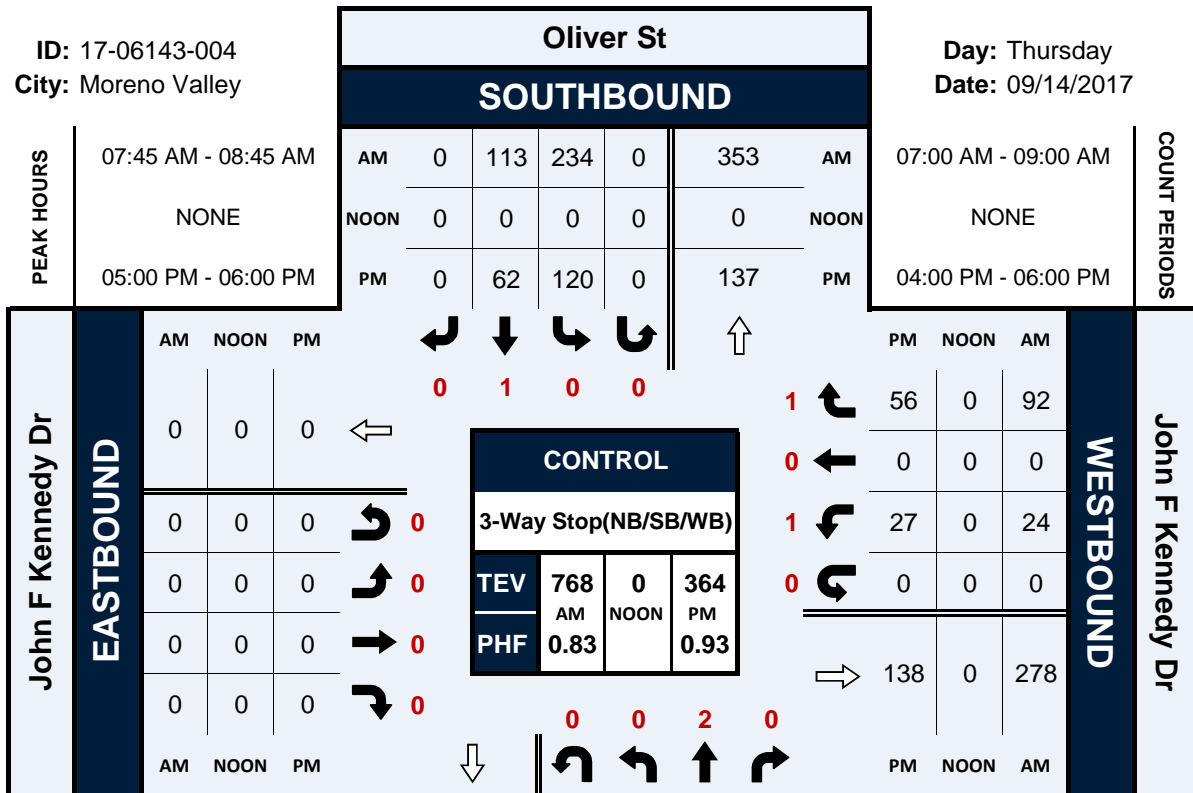 Oliver St
ID: 17-06143-004
City: Moreno Valley
Day: Thursday
Date: 09/14/2017
SOUTHBOUND
PEAK HOURS
07:45 AM - 08:45 AM
NONE
05:00 PM - 06:00 PM
AM 0 113 234 0 353 AM
NOON 0 0 0 0 0 NOON
PM 0 62 120 0 137 PM
07:00 AM - 09:00 AM
NONE
04:00 PM - 06:00 PM
COUNT PERIODS
0 1 0 0
John F Kennedy Dr
EASTBOUND
AM NOON PM
0 0 0
0 0 0 0
0 0 0 0
0 0 0 0
0 0 0 0
AM NOON PM
CONTROL
3-Way Stop(NB/SB/WB)
TEV 768 0 364
AM NOON PM
PHF 0.83 0.93
PM NOON AM
1 56 0 92
0 0 0 0
1 27 0 24
0 0 0 0
138 0 278
PM NOON AM
WESTBOUND
John F Kennedy Dr
0 0 2 0